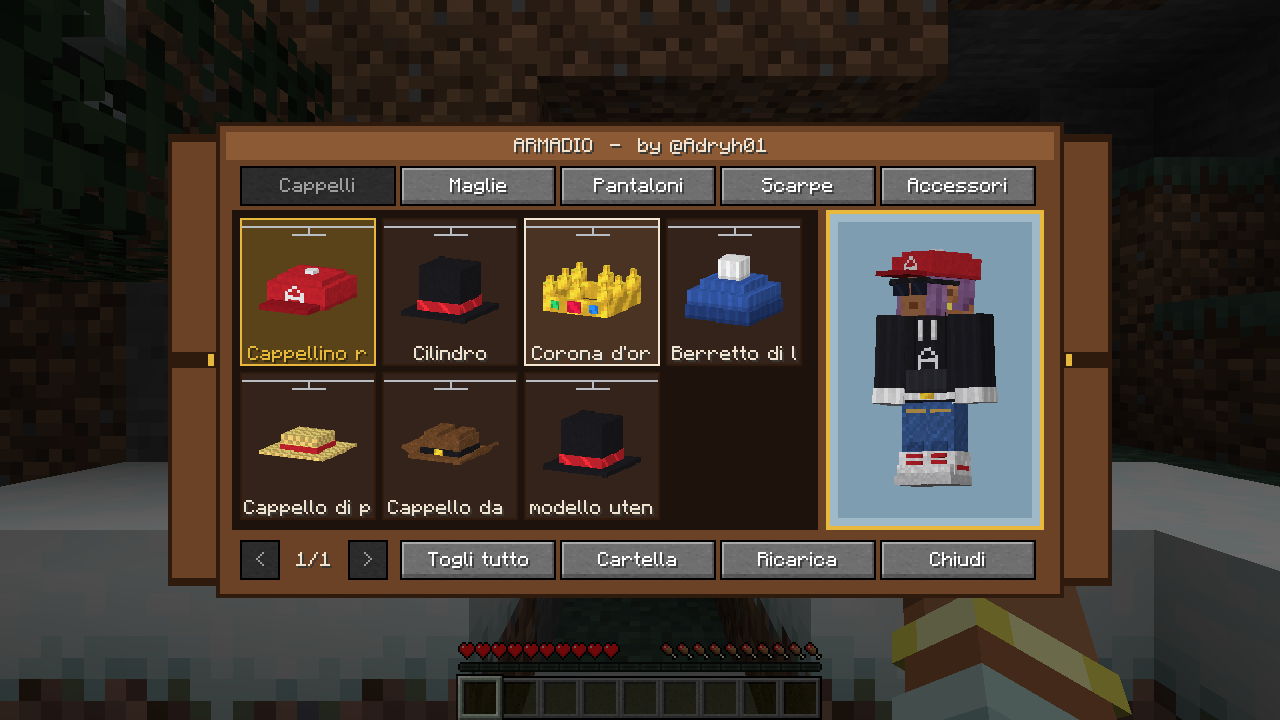 ARMADIO - by @Adryh01
Cappelli
Maglie
Pantaloni
Scarpe
Accessori
Cappellino r
Cilindro
Corona d'or
Berretto di l
Cappello di p
Cappello da
modello uten
<
1/1
>
Togli tutto
Cartella
Ricarica
Chiudi